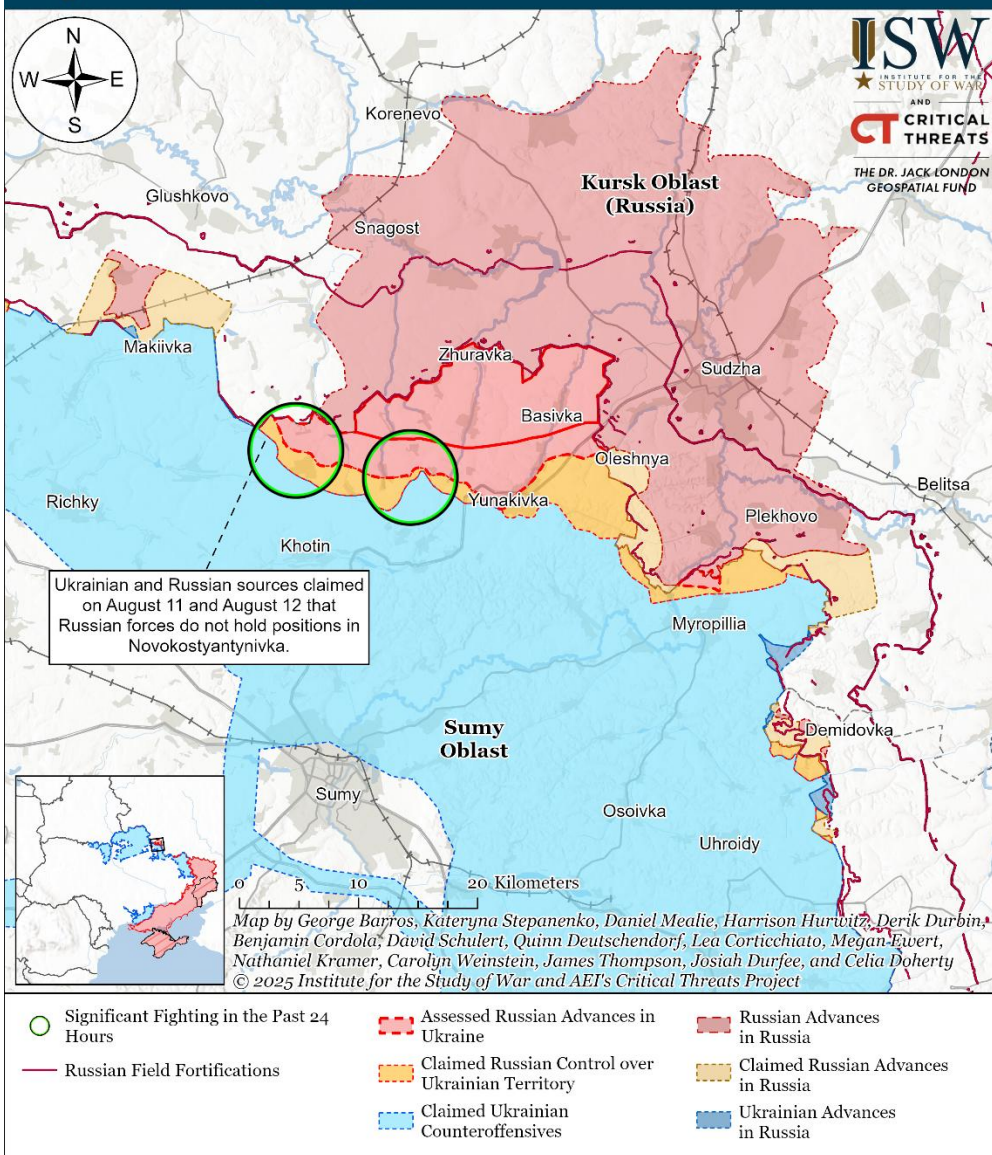 N
W
E
S
ISW
INSTITUTE FOR THE
STUDY OF WAR
AND
CT CRITICAL
THREATS
THE DR. JACK LONDON
GEOSPATIAL FUND
Korenevo
Kursk Oblast
(Russia)
Glushkovo
Snagost
Makiivka
Zhuravka
Sudzha
Basivka
Oleshnya
Belitsa
Richky
Yunakivka
Plekhovo
Khotin
Ukrainian and Russian sources claimed
on August 11 and August 12 that
Russian forces do not hold positions in
Novokostyantynivka.
Myropillia
Sumy
Oblast
Demidovka
Sumy
Osoivka
Uhroidy
0 5 10 20 Kilometers
Map by George Barros, Kateryna Stepanenko, Daniel Mealie, Harrison Hurwitz, Derik Durbin,
Benjamin Cordola, David Schulert, Quinn Deutschendorf, Lea Corticchiato, Megan Ewert,
Nathaniel Kramer, Carolyn Weinstein, James Thompson, Josiah Durfee, and Celia Doherty
© 2025 Institute for the Study of War and AEI's Critical Threats Project
Significant Fighting in the Past 24
Hours
Russian Field Fortifications
Assessed Russian Advances in
Ukraine
Claimed Russian Control over
Ukrainian Territory
Claimed Ukrainian
Counteroffensives
Russian Advances
in Russia
Claimed Russian Advances
in Russia
Ukrainian Advances
in Russia